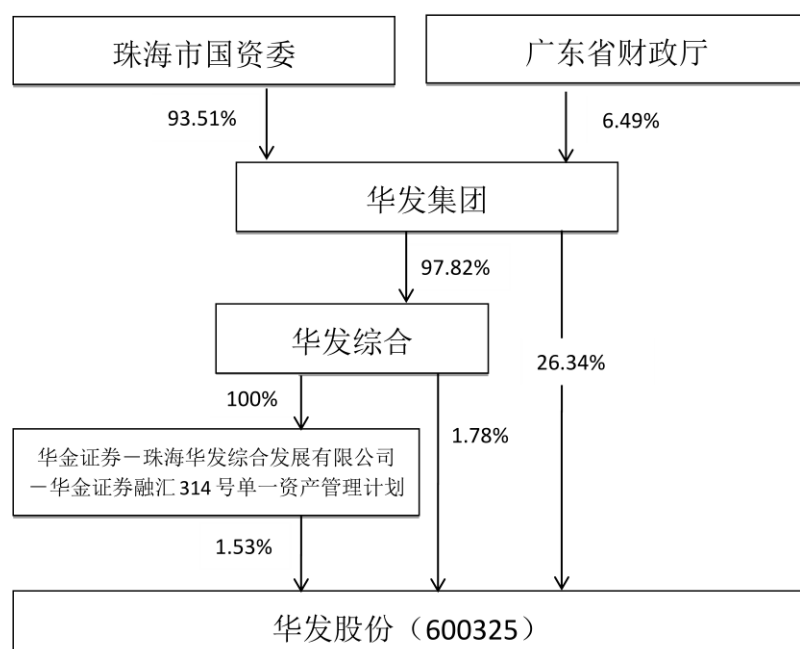 珠海市国资委
广东省财政厅
93.51%
6.49%
华发集团
97.82%
华发综合
26.34%
100%
1.78%
华金证券－珠海华发综合发展有限公司
－华金证券融汇 314 号单一资产管理计划
1.53%
华发股份（600325）